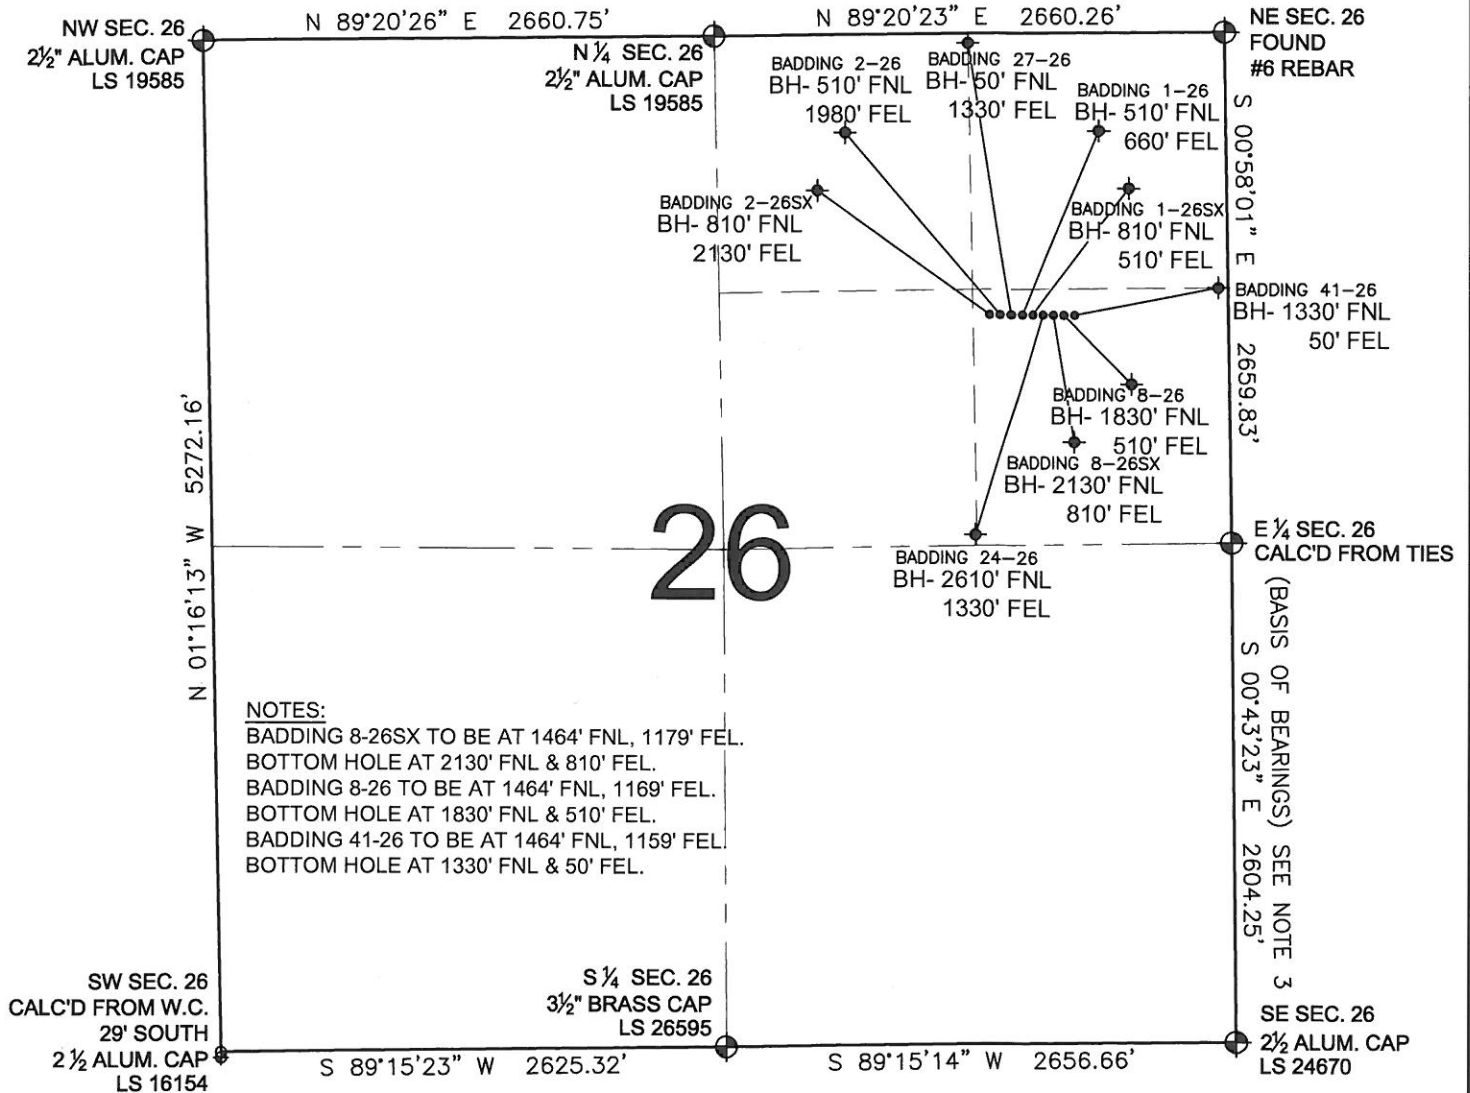 N 89°20'26" E 2660.75'
N 89°20'23" E 2660.26'
NW SEC. 26
2½" ALUM. CAP
LS 19585
N ¼ SEC. 26
2½" ALUM. CAP
LS 19585
NE SEC. 26
FOUND
#6 REBAR
BADDING 2-26
BH- 510' FNL
1980' FEL
BADDING 27-26
BH- 50' FNL
1330' FEL
BADDING 1-26
BH- 510' FNL
660' FEL
BADDING 2-26SX
BH- 810' FNL
2130' FEL
BADDING 1-26SX
BH- 810' FNL
510' FEL
S 00°58'01" E 2659.83'
BADDING 41-26
BH- 1330' FNL
50' FEL
BADDING 8-26
BH- 1830' FNL
510' FEL
BADDING 8-26SX
BH- 2130' FNL
810' FEL
BADDING 24-26
BH- 2610' FNL
1330' FEL
N 01°16'13" W 5272.16'
26
E ¼ SEC. 26
CALC'D FROM TIES
(BASIS OF BEARINGS) SEE NOTE 3
S 00°43'23" E 2604.25'
NOTES:
BADDING 8-26SX TO BE AT 1464' FNL, 1179' FEL.
BOTTOM HOLE AT 2130' FNL & 810' FEL.
BADDING 8-26 TO BE AT 1464' FNL, 1169' FEL.
BOTTOM HOLE AT 1830' FNL & 510' FEL.
BADDING 41-26 TO BE AT 1464' FNL, 1159' FEL.
BOTTOM HOLE AT 1330' FNL & 50' FEL.
SW SEC. 26
CALC'D FROM W.C.
29' SOUTH
2 ½ ALUM. CAP
LS 16154
S ¼ SEC. 26
3½" BRASS CAP
LS 26595
SE SEC. 26
2½ ALUM. CAP
LS 24670
S 89°15'23" W 2625.32'
S 89°15'14" W 2656.66'